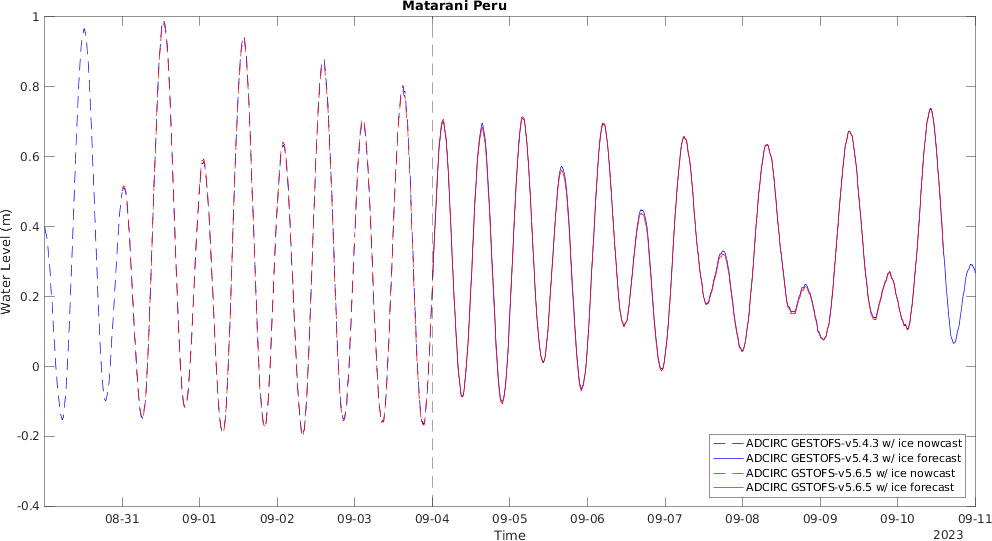 Matarani Peru
1
0.8
0.6
0.4
0.2
0
-0.2
-0.4
Water Level (m)
ADCIRC GESTOFS-v5.4.3 w/ ice nowcast
ADCIRC GESTOFS-v5.4.3 w/ ice forecast
ADCIRC GSTOFS-v5.6.5 w/ ice nowcast
ADCIRC GSTOFS-v5.6.5 w/ ice forecast
08-31 09-01 09-02 09-03 09-04 09-05 09-06 09-07 09-08 09-09 09-10 09-11
Time
2023